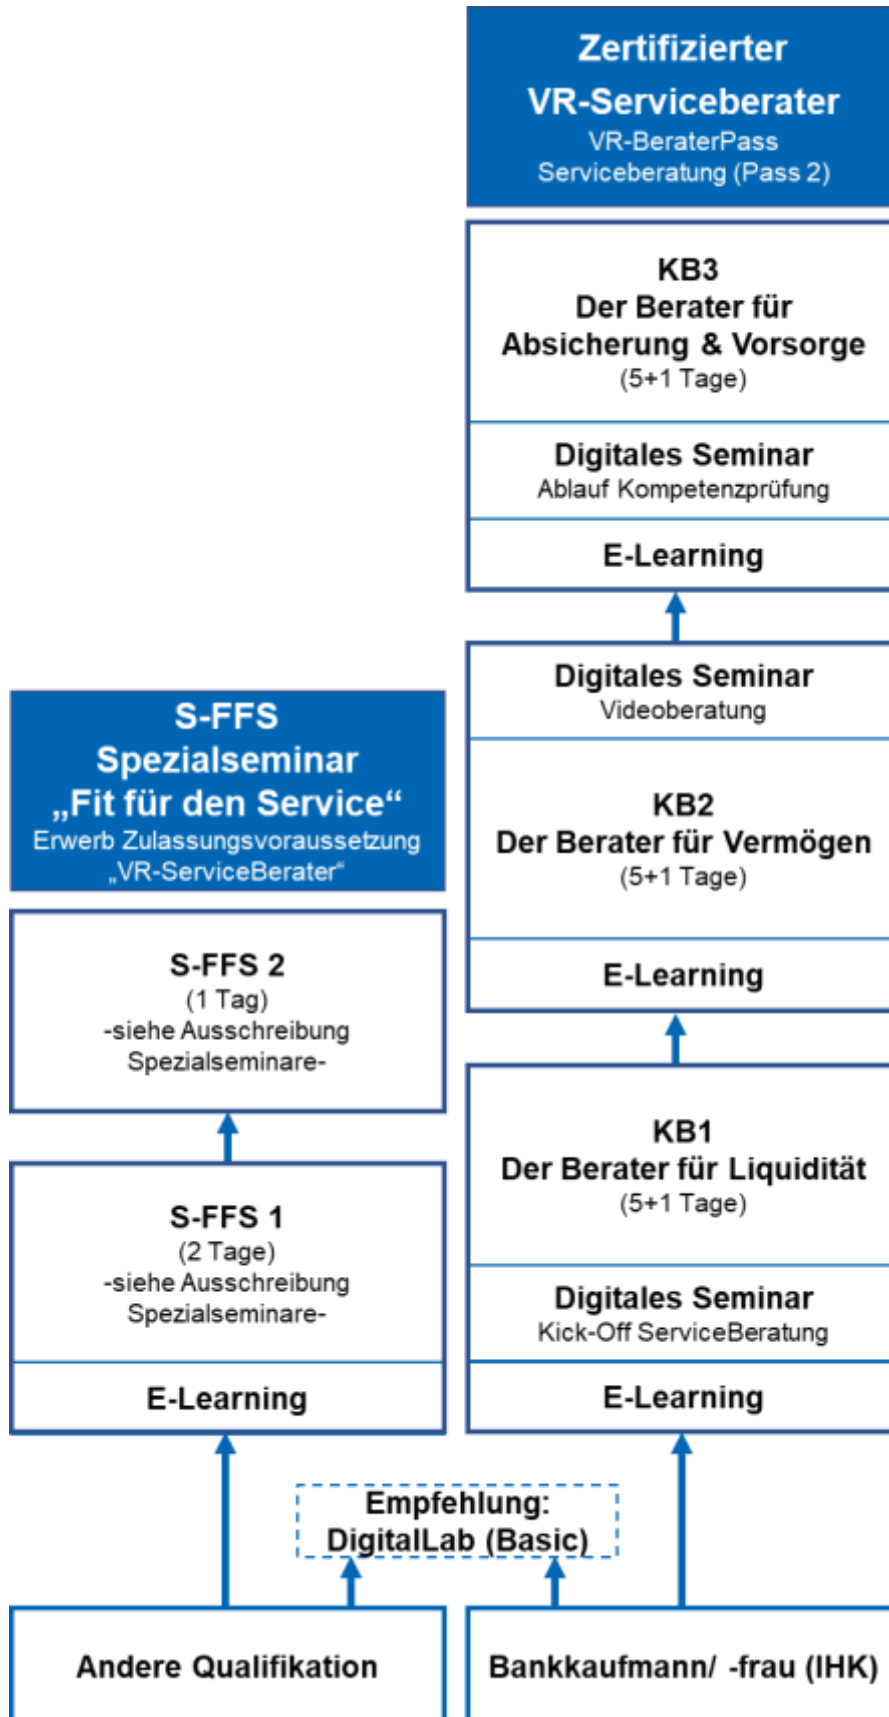 Zertifizierter
VR-Serviceberater
VR-BeraterPass
Serviceberatung (Pass 2)
KB3
Der Berater für
Absicherung & Vorsorge
(5+1 Tage)
Digitales Seminar
Ablauf Kompetenzprüfung
E-Learning
Digitales Seminar
Videoberatung
KB2
Der Berater für Vermögen
(5+1 Tage)
E-Learning
KB1
Der Berater für Liquidität
(5+1 Tage)
Digitales Seminar
Kick-Off ServiceBeratung
E-Learning
S-FFS
Spezialseminar
„Fit für den Service“
Erwerb Zulassungsvoraussetzung
„VR-ServiceBerater“
S-FFS 2
(1 Tag)
-siehe Ausschreibung
Spezialseminare-
S-FFS 1
(2 Tage)
-siehe Ausschreibung
Spezialseminare-
E-Learning
Empfehlung:
DigitalLab (Basic)
Andere Qualifikation
Bankkaufmann/ -frau (IHK)